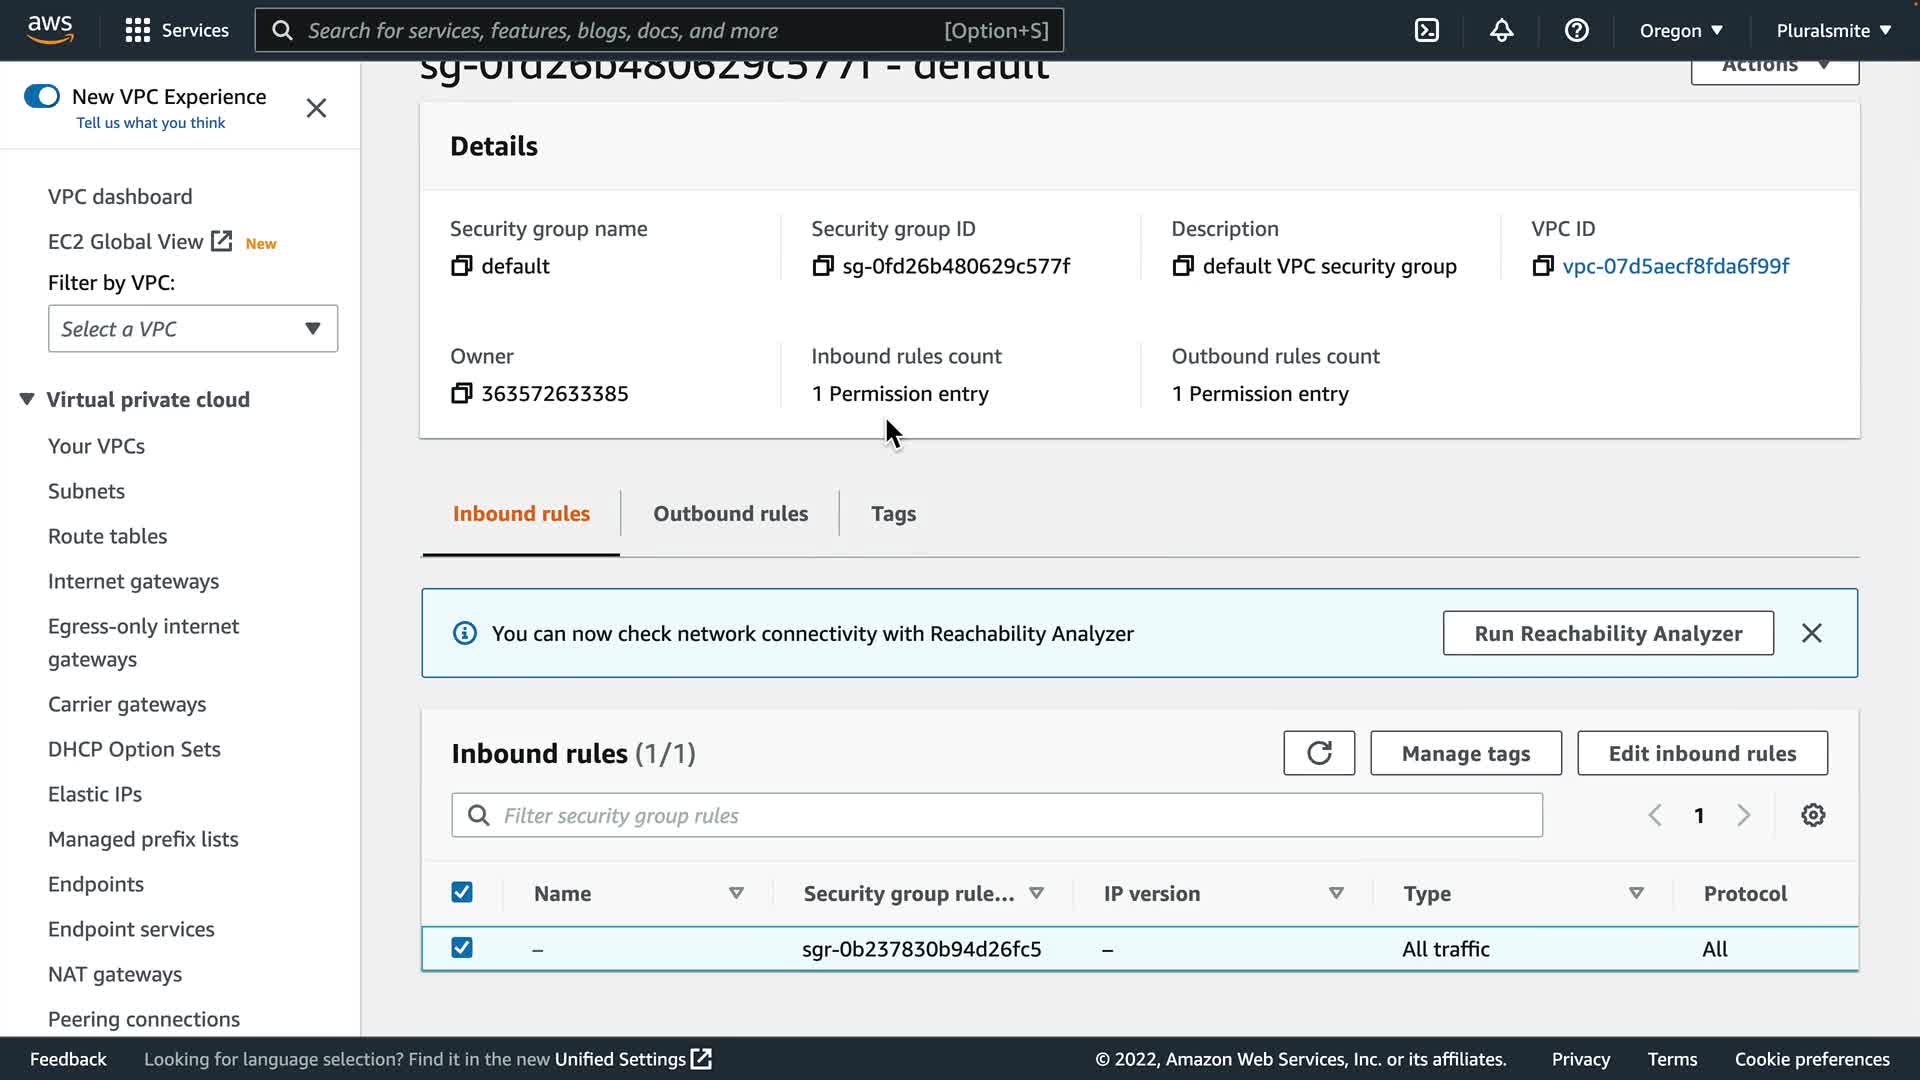 aws
Services
Search for services, features, blogs, docs, and more
[Option+S]
Oregon
Pluralsmite
New VPC Experience
Tell us what you think
VPC dashboard
EC2 Global View
New
Filter by VPC:
Select a VPC
Virtual private cloud
Your VPCs
Subnets
Route tables
Internet gateways
Egress-only internet
gateways
Carrier gateways
DHCP Option Sets
Elastic IPs
Managed prefix lists
Endpoints
Endpoint services
NAT gateways
Peering connections
sg-0fd26b480629c577f - default
Actions
Details
Security group name
default
Security group ID
sg-0fd26b480629c577f
Description
default VPC security group
VPC ID
vpc-07d5aecf8fda6f99f
Owner
363572633385
Inbound rules count
1 Permission entry
Outbound rules count
1 Permission entry
Inbound rules
Outbound rules
Tags
You can now check network connectivity with Reachability Analyzer
Run Reachability Analyzer
Inbound rules (1/1)
Manage tags
Edit inbound rules
Filter security group rules
1
Name
Security group rule...
IP version
Type
Protocol
–
sgr-0b237830b94d26fc5
–
All traffic
All
Feedback
Looking for language selection? Find it in the new Unified Settings
© 2022, Amazon Web Services, Inc. or its affiliates.
Privacy
Terms
Cookie preferences